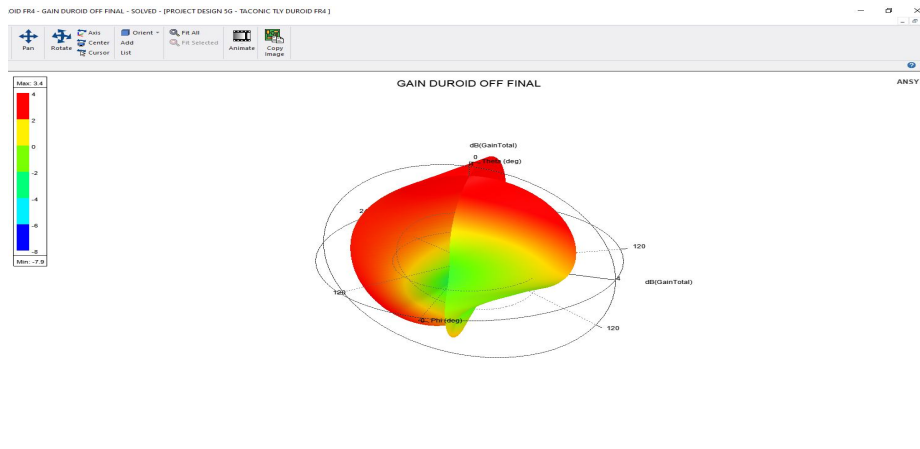 OID FR4 - GAIN DUROID OFF FINAL - SOLVED - [PROJECT DESIGN 5G - TACONIC TLY DUROID FR4 ]
Pan
Rotate
Axis
Center
Cursor
Orient
Add
List
Fit All
Fit Selected
Animate
Copy
Image
Max: 3.4
4
2
0
-2
-4
-6
-8
Min: -7.9
GAIN DUROID OFF FINAL
ANSY
dB(GainTotal)
0
(deg)
120
4
dB(GainTotal)
120
120
Phi (deg)